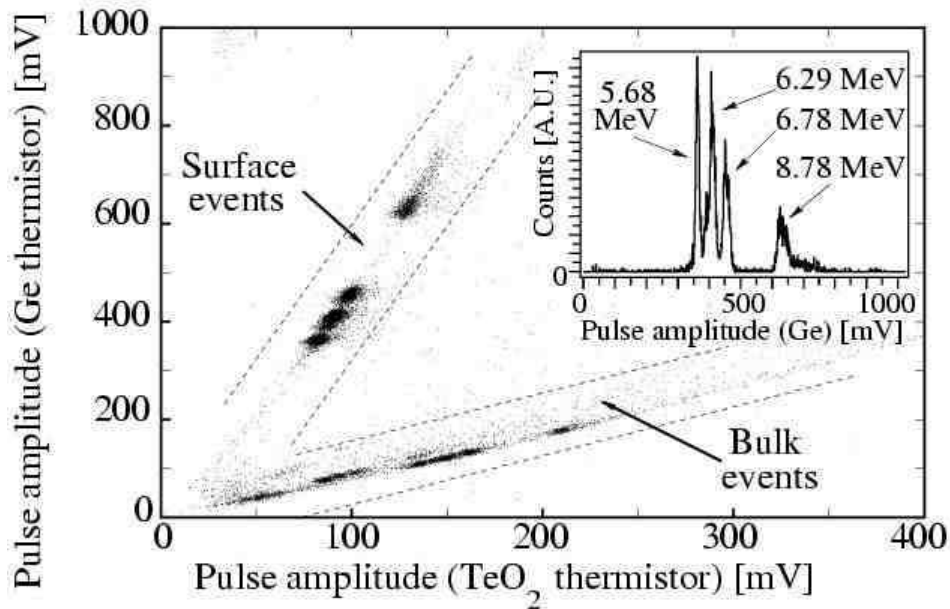 Pulse amplitude (Ge thermistor) [mV]
1000
800
600
400
200
0
0
100
200
300
400
Pulse amplitude (TeO2 thermistor) [mV]
Surface
events
Bulk
events
Counts [A.U.]
0
5.68
MeV
6.29 MeV
6.78 MeV
8.78 MeV
0
500
1000
Pulse amplitude (Ge) [mV]